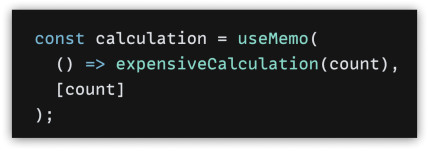 const calculation = useMemo(
  () => expensiveCalculation(count),
  [count]
);